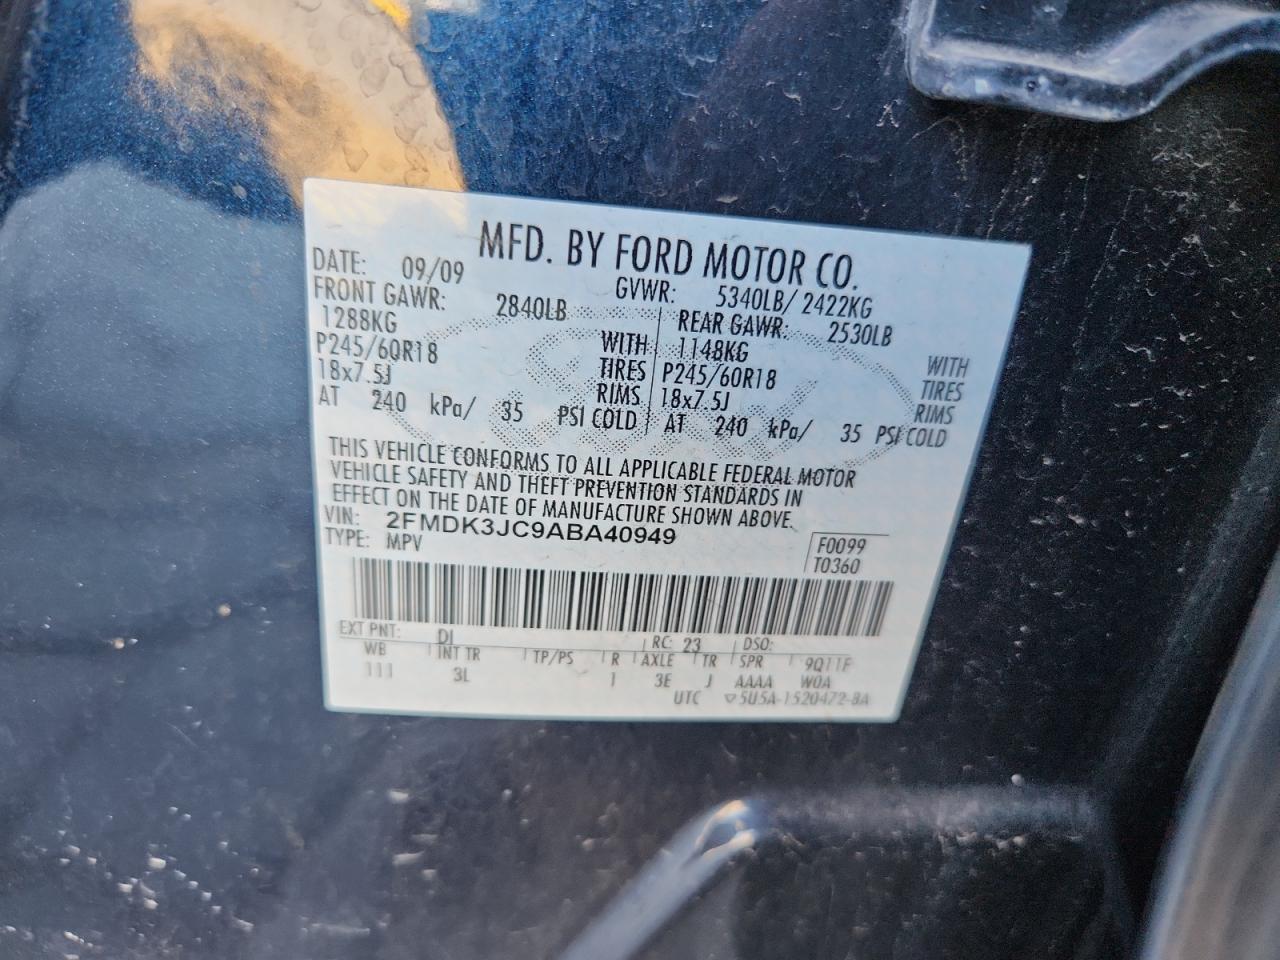 MFD. BY FORD MOTOR CO.
DATE: 09/09 GVWR: 5340LB/ 2422KG
FRONT GAWR: 2840LB REAR GAWR: 2530LB
1288KG WITH 1148KG WITH
P245/60R18 TIRES P245/60R18 TIRES
18x7.5J RIMS 18x7.5J RIMS
AT 240 kPa/ 35 PSI COLD AT 240 kPa/ 35 PSI COLD
THIS VEHICLE CONFORMS TO ALL APPLICABLE FEDERAL MOTOR
VEHICLE SAFETY AND THEFT PREVENTION STANDARDS IN
EFFECT ON THE DATE OF MANUFACTURE SHOWN ABOVE.
VIN: 2FMDK3JC9ABA40949
TYPE: MPV F0099
T0360
EXT PNT: DJ RC: 23 DSO:
WB INT TR TP/PS R AXLE TR SPR 9Q11F
111 3L 1 3E J AAAA W0A
UTC ▽5U5A-1520472-BA